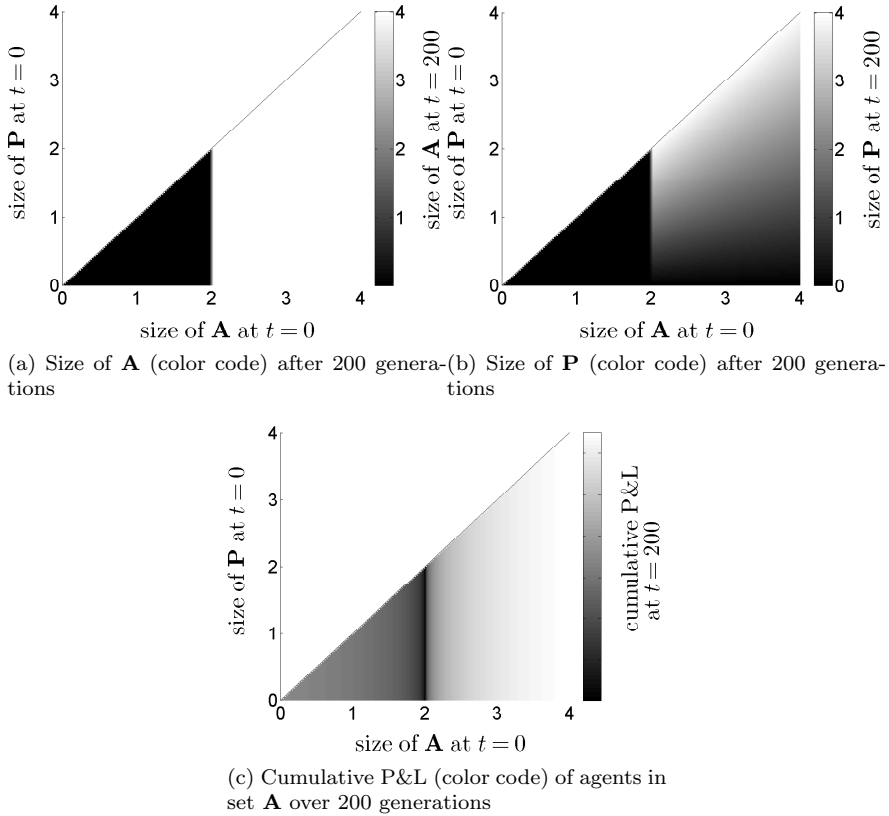 4
3
2
1
0
0 1 2 3 4
size of P at t = 0
size of A at t = 0
4
3
2
1
size of A at t = 200
(a) Size of A (color code) after 200 genera-
tions
4
3
2
1
0
0 1 2 3 4
size of P at t = 0
size of A at t = 0
4
3
2
1
0
size of P at t = 200
(b) Size of P (color code) after 200 genera-
tions
4
3
2
1
0
0 1 2 3 4
size of P at t = 0
size of A at t = 0
cumulative P&L
at t = 200
(c) Cumulative P&L (color code) of agents in
set A over 200 generations